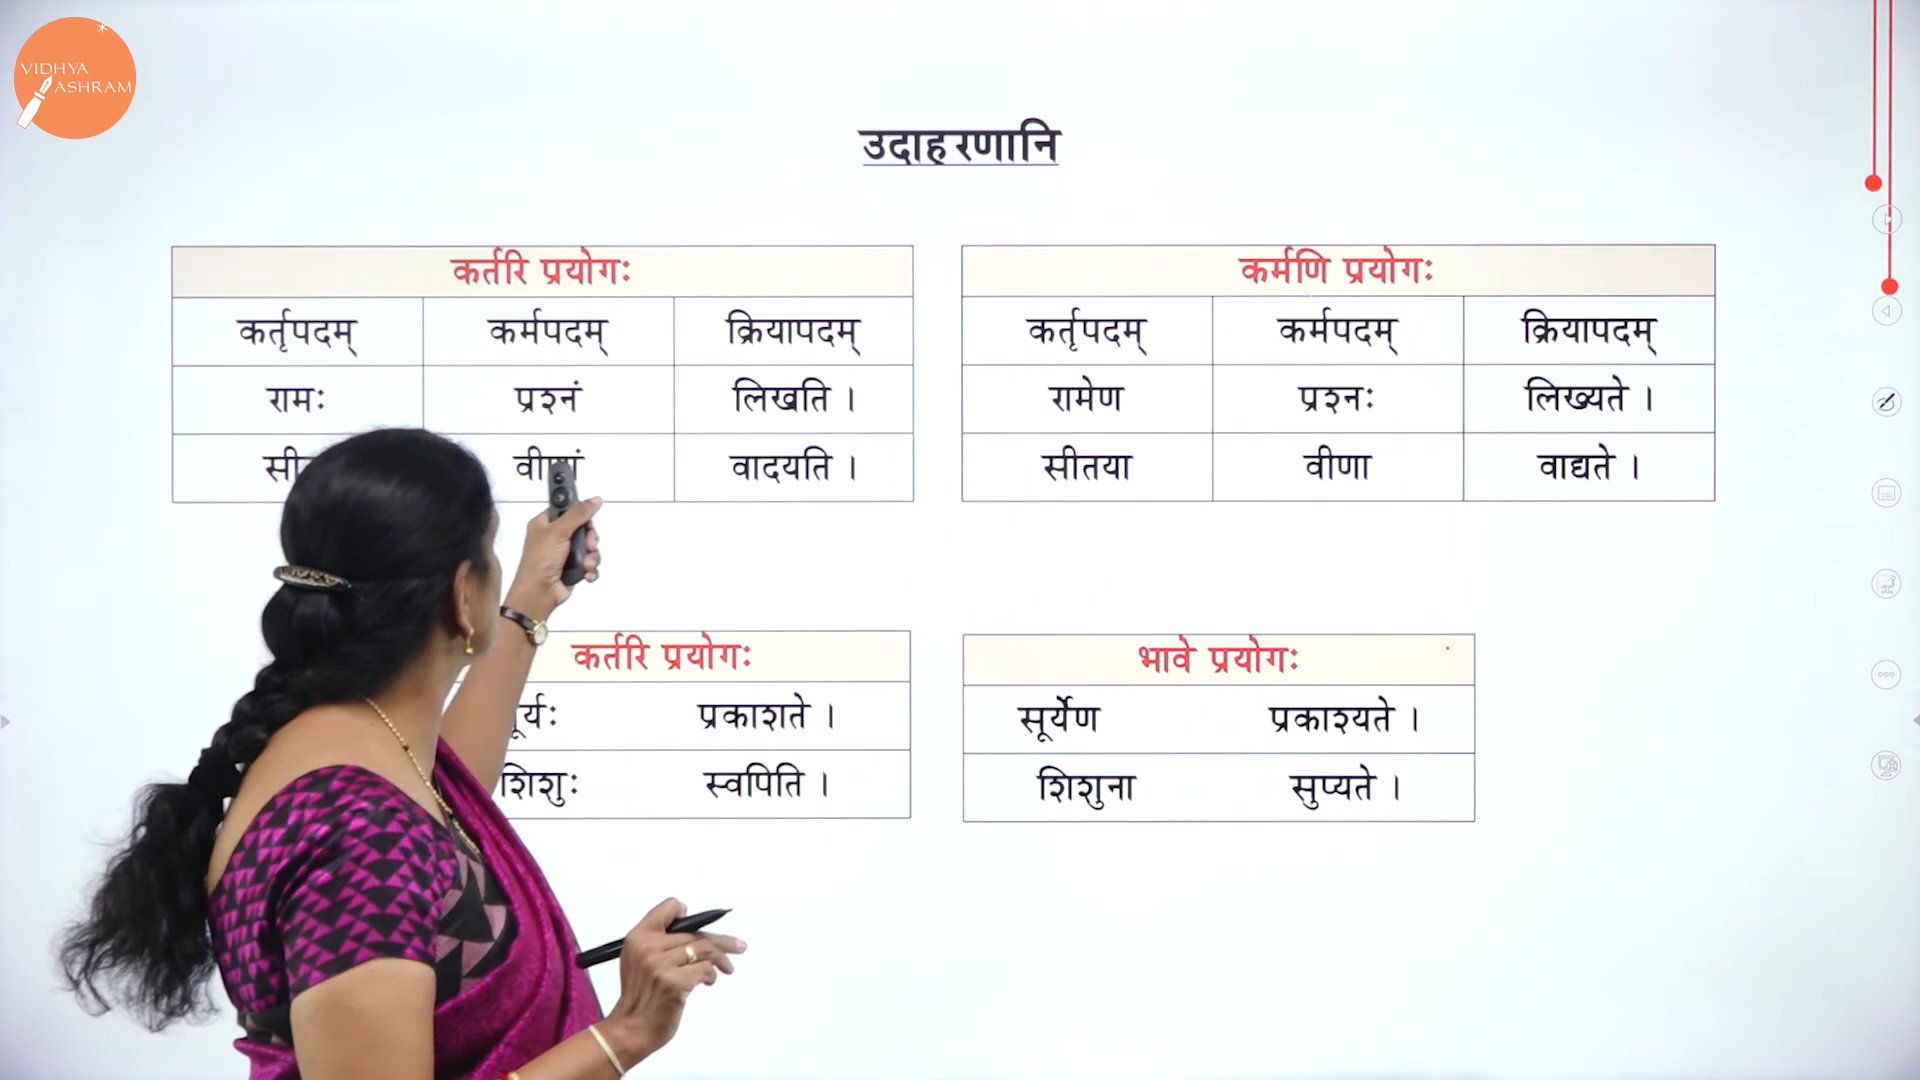 VIDHYA
ASHRAM
उदाहरणानि
कर्तरि प्रयोगः
कर्तृपदम् कर्मपदम् क्रियापदम्
रामः प्रश्नं लिखति ।
वीणां वादयति ।
कर्मणि प्रयोगः
कर्तृपदम् कर्मपदम् क्रियापदम्
रामेण प्रश्नः लिख्यते ।
सीतया वीणा वाद्यते ।
कर्तरि प्रयोगः
प्रकाशते ।
शिशुः स्वपिति ।
भावे प्रयोगः
सूर्येण प्रकाश्यते ।
शिशुना सुप्यते ।